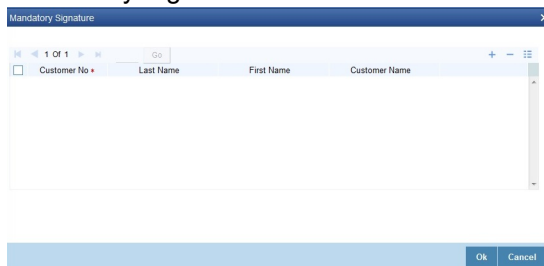 Mandatory Signature
1 Of 1 Go
Customer No * Last Name First Name Customer Name
Ok Cancel